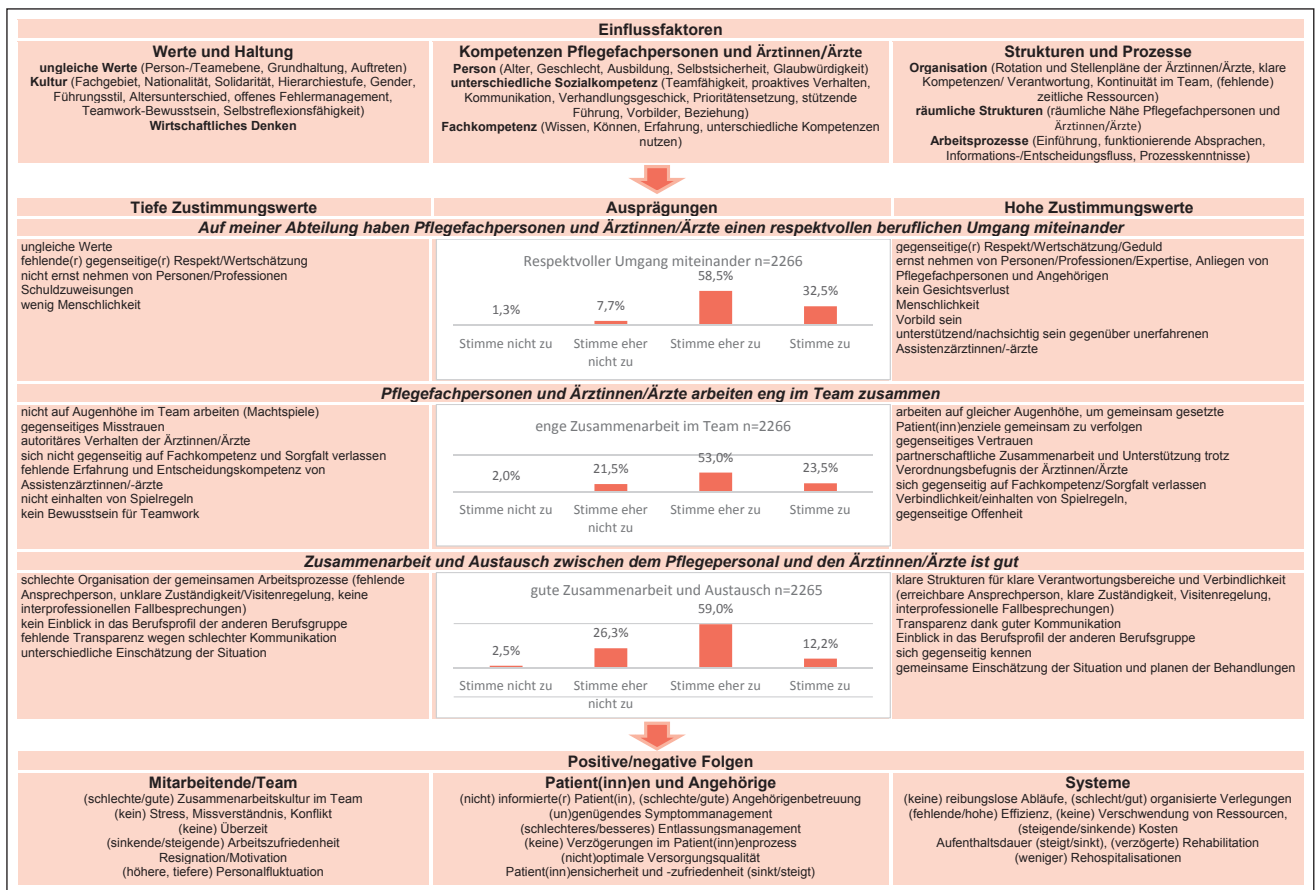 Einflussfaktoren
Werte und Haltung
ungleiche Werte (Person-/Teamebene, Grundhaltung, Auftreten)
Kultur (Fachgebiet, Nationalität, Solidarität, Hierarchiestufe, Gender,
Führungsstil, Altersunterschied, offenes Fehlermanagement,
Teamwork-Bewusstsein, Selbstreflexionsfähigkeit)
Wirtschaftliches Denken
Kompetenzen Pflegefachpersonen und Ärztinnen/Ärzte
Person (Alter, Geschlecht, Ausbildung, Selbstsicherheit, Glaubwürdigkeit)
unterschiedliche Sozialkompetenz (Teamfähigkeit, proaktives Verhalten,
Kommunikation, Verhandlungsgeschick, Prioritätensetzung, stützende
Führung, Vorbilder, Beziehung)
Fachkompetenz (Wissen, Können, Erfahrung, unterschiedliche Kompetenzen
nutzen)
Strukturen und Prozesse
Organisation (Rotation und Stellenpläne der Ärztinnen/Ärzte, klare
Kompetenzen/ Verantwortung, Kontinuität im Team, (fehlende)
zeitliche Ressourcen)
räumliche Strukturen (räumliche Nähe Pflegefachpersonen und
Ärztinnen/Ärzte)
Arbeitsprozesse (Einführung, funktionierende Absprachen,
Informations-/Entscheidungsfluss, Prozesskenntnisse)
Tiefe Zustimmungswerte
Ausprägungen
Hohe Zustimmungswerte
Auf meiner Abteilung haben Pflegefachpersonen und Ärztinnen/Ärzte einen respektvollen beruflichen Umgang miteinander
ungleiche Werte
fehlende(r) gegenseitige(r) Respekt/Wertschätzung
nicht ernst nehmen von Personen/Professionen
Schuldzuweisungen
wenig Menschlichkeit
Respektvoller Umgang miteinander n=2266
1,3%
7,7%
58,5%
32,5%
Stimme nicht zu
Stimme eher
nicht zu
Stimme eher zu
Stimme zu
gegenseitige(r) Respekt/Wertschätzung/Geduld
ernst nehmen von Personen/Professionen/Expertise, Anliegen von
Pflegefachpersonen und Angehörigen
kein Gesichtsverlust
Menschlichkeit
Vorbild sein
unterstützend/nachsichtig sein gegenüber unerfahrenen
Assistenzärztinnen/-ärzte
Pflegefachpersonen und Ärztinnen/Ärzte arbeiten eng im Team zusammen
nicht auf Augenhöhe im Team arbeiten (Machtspiele)
gegenseitiges Misstrauen
autoritäres Verhalten der Ärztinnen/Ärzte
sich nicht gegenseitig auf Fachkompetenz und Sorgfalt verlassen
fehlende Erfahrung und Entscheidungskompetenz von
Assistenzärztinnen/-ärzte
nicht einhalten von Spielregeln
kein Bewusstsein für Teamwork
enge Zusammenarbeit im Team n=2266
2,0%
21,5%
53,0%
23,5%
Stimme nicht zu
Stimme eher
nicht zu
Stimme eher zu
Stimme zu
arbeiten auf gleicher Augenhöhe, um gemeinsam gesetzte
Patient(inn)enziele gemeinsam zu verfolgen
gegenseitiges Vertrauen
partnerschaftliche Zusammenarbeit und Unterstützung trotz
Verordnungsbefugnis der Ärztinnen/Ärzte
sich gegenseitig auf Fachkompetenz/Sorgfalt verlassen
Verbindlichkeit/einhalten von Spielregeln,
gegenseitige Offenheit
Zusammenarbeit und Austausch zwischen dem Pflegepersonal und den Ärztinnen/Ärzte ist gut
schlechte Organisation der gemeinsamen Arbeitsprozesse (fehlende
Ansprechperson, unklare Zuständigkeit/Visitenregelung, keine
interprofessionellen Fallbesprechungen)
kein Einblick in das Berufsprofil der anderen Berufsgruppe
fehlende Transparenz wegen schlechter Kommunikation
unterschiedliche Einschätzung der Situation
gute Zusammenarbeit und Austausch n=2265
2,5%
26,3%
59,0%
12,2%
Stimme nicht zu
Stimme eher
nicht zu
Stimme eher zu
Stimme zu
klare Strukturen für klare Verantwortungsbereiche und Verbindlichkeit
(erreichbare Ansprechperson, klare Zuständigkeit, Visitenregelung,
interprofessionelle Fallbesprechungen)
Transparenz dank guter Kommunikation
Einblick in das Berufsprofil der anderen Berufsgruppe
sich gegenseitig kennen
gemeinsame Einschätzung der Situation und planen der Behandlungen
Positive/negative Folgen
Mitarbeitende/Team
(schlechte/gute) Zusammenarbeitskultur im Team
(kein) Stress, Missverständnis, Konflikt
(keine) Überzeit
(sinkende/steigende) Arbeitszufriedenheit
Resignation/Motivation
(höhere, tiefere) Personalfluktuation
Patient(inn)en und Angehörige
(nicht) informierte(r) Patient(in), (schlechte/gute) Angehörigenbetreuung
(un)genügendes Symptommanagement
(schlechteres/besseres) Entlassungsmanagement
(keine) Verzögerungen im Patient(inn)enprozess
(nicht)optimale Versorgungsqualität
Patient(inn)ensicherheit und -zufriedenheit (sinkt/steigt)
Systeme
(keine) reibungslose Abläufe, (schlecht/gut) organisierte Verlegungen
(fehlende/hohe) Effizienz, (keine) Verschwendung von Ressourcen,
(steigende/sinkende) Kosten
Aufenthaltsdauer (steigt/sinkt), (verzögerte) Rehabilitation
(weniger) Rehospitalisationen